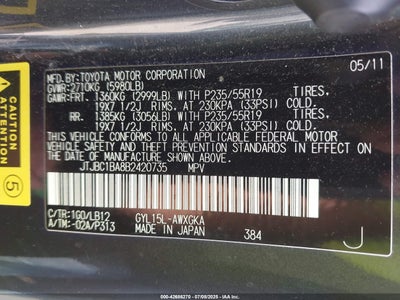 MFD.BY:TOYOTA MOTOR CORPORATION 05/11
GVWR:2710KG (5980LB)
GAWR:FRT. 1360KG (2999LB) WITH P235/55R19 TIRES.
19X7 1/2J RIMS. AT 230KPA (33PSI) COLD.
RR. 1385KG (3056LB) WITH P235/55R19 TIRES.
19X7 1/2J RIMS. AT 230KPA (33PSI) COLD.
THIS VEHICLE CONFORMS TO ALL APPLICABLE FEDERAL MOTOR
VEHICLE SAFETY AND THEFT PREVENTION STANDARDS IN EFFECT
ON THE DATE OF MANUFACTURE SHOWN ABOVE.
JTJBC1BA8B2420735 MPV
C/TR:1G0/LB12 GYL15L-AWXGKA
A/TM:-02A/P313 MADE IN JAPAN 384 J
CAUTION
ATTENTION
5
000-42698270 - 07/09/2025 - IAA, LLC